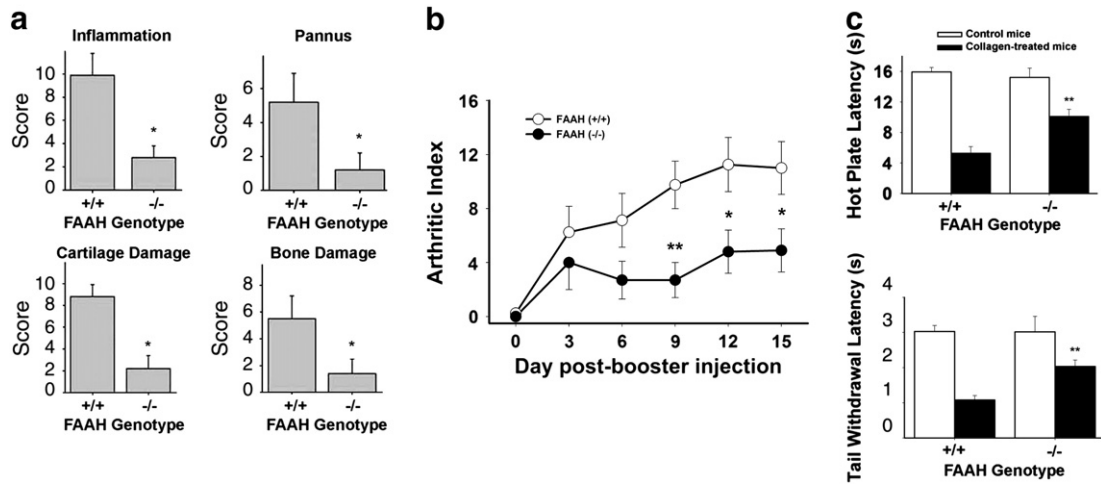 a
Inflammation
Score
10
8
6
4
2
0
*
+/+
-/-
FAAH Genotype
Pannus
Score
6
4
2
0
*
+/+
-/-
FAAH Genotype
Cartilage Damage
Score
10
8
6
4
2
0
*
+/+
-/-
FAAH Genotype
Bone Damage
Score
8
6
4
2
0
*
+/+
-/-
FAAH Genotype
b
Arthritic Index
16
12
8
4
0
FAAH (+/+)
FAAH (-/-)
**
*
*
0 3 6 9 12 15
Day post-booster injection
c
Control mice
Collagen-treated mice
Hot Plate Latency (s)
16
12
8
4
0
**
+/+
-/-
FAAH Genotype
Tail Withdrawal Latency (s)
4
3
2
1
0
**
+/+
-/-
FAAH Genotype